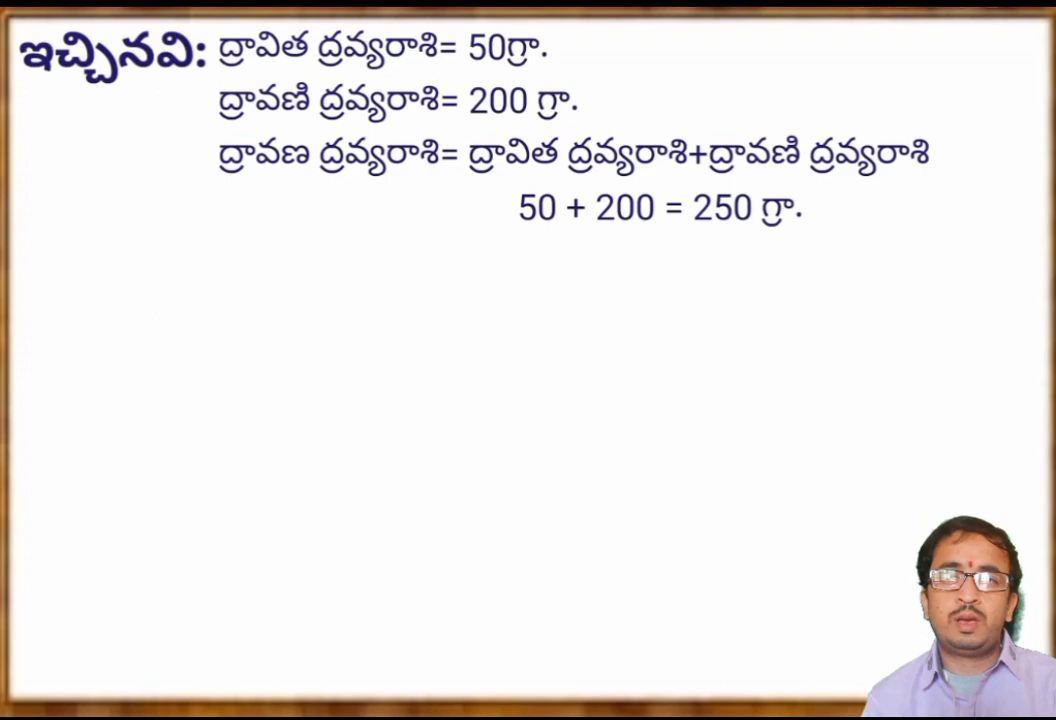 ఇచ్చినవి: ద్రావిత ద్రవ్యరాశి= 50గ్రా.
ద్రావణి ద్రవ్యరాశి= 200 గ్రా.
ద్రావణ ద్రవ్యరాశి= ద్రావిత ద్రవ్యరాశి+ద్రావణి ద్రవ్యరాశి
50 + 200 = 250 గ్రా.